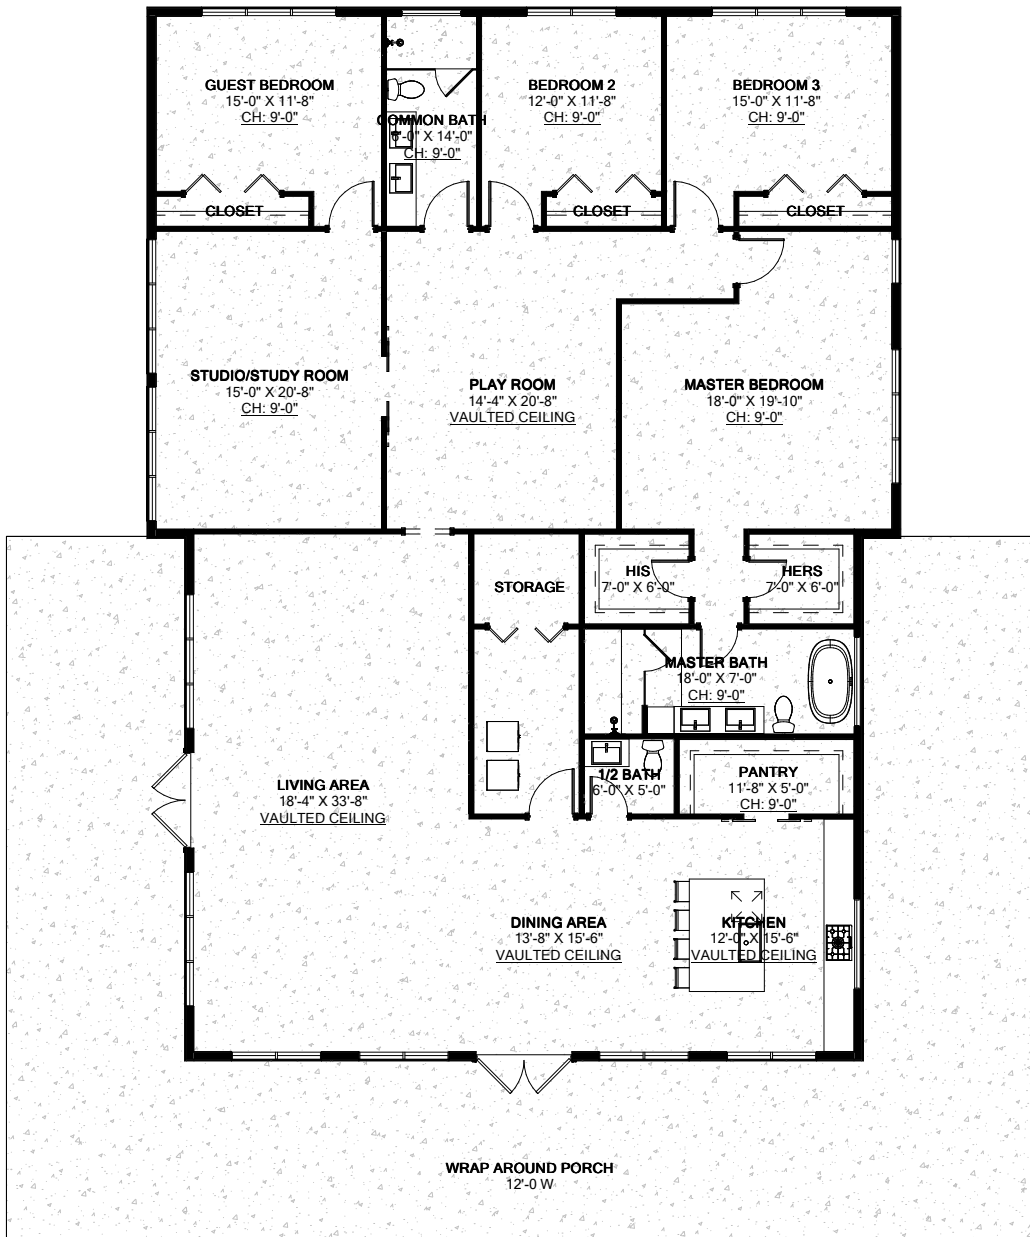 GUEST BEDROOM
15'-0" X 11'-8"
CH: 9'-0"
COMMON BATH
6'-0" X 14'-0"
CH: 9'-0"
BEDROOM 2
12'-0" X 11'-8"
CH: 9'-0"
BEDROOM 3
15'-0" X 11'-8"
CH: 9'-0"
CLOSET
CLOSET
CLOSET
STUDIO/STUDY ROOM
15'-0" X 20'-8"
CH: 9'-0"
PLAY ROOM
14'-4" X 20'-8"
VAULTED CEILING
MASTER BEDROOM
18'-0" X 19'-10"
CH: 9'-0"
STORAGE
HIS
7'-0" X 6'-0"
HERS
7'-0" X 6'-0"
MASTER BATH
18'-0" X 7'-0"
CH: 9'-0"
LIVING AREA
18'-4" X 33'-8"
VAULTED CEILING
1/2 BATH
6'-0" X 5'-0"
PANTRY
11'-8" X 5'-0"
CH: 9'-0"
DINING AREA
13'-8" X 15'-6"
VAULTED CEILING
KITCHEN
12'-0" X 15'-6"
VAULTED CEILING
WRAP AROUND PORCH
12'-0 W